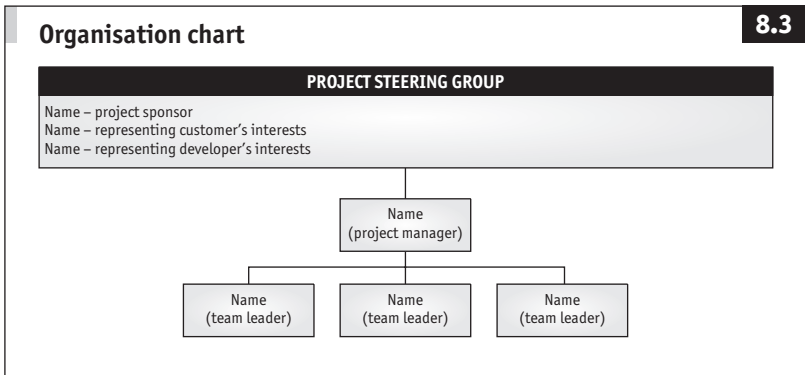 Organisation chart
8.3
PROJECT STEERING GROUP
Name – project sponsor
Name – representing customer's interests
Name – representing developer's interests
Name
(project manager)
Name
(team leader)
Name
(team leader)
Name
(team leader)